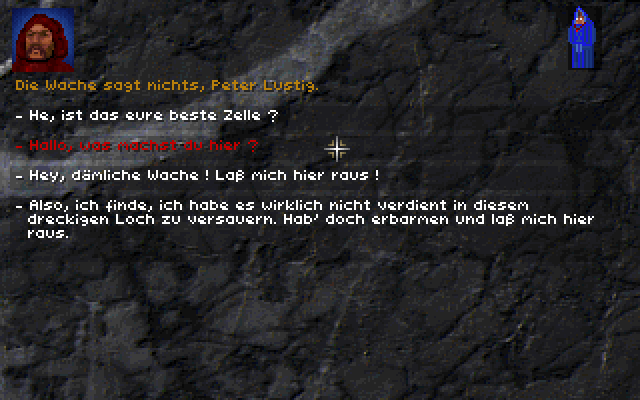 Die Wache sagt nichts, Peter Lustig.
- He, ist das eure beste Zelle ?
- Hallo, was machst du hier ?
- Hey, dämliche Wache ! Laß mich hier raus !
- Also, ich finde, ich habe es wirklich nicht verdient in diesem
dreckigen Loch zu versauern. Hab' doch erbarmen und laß mich hier
raus.